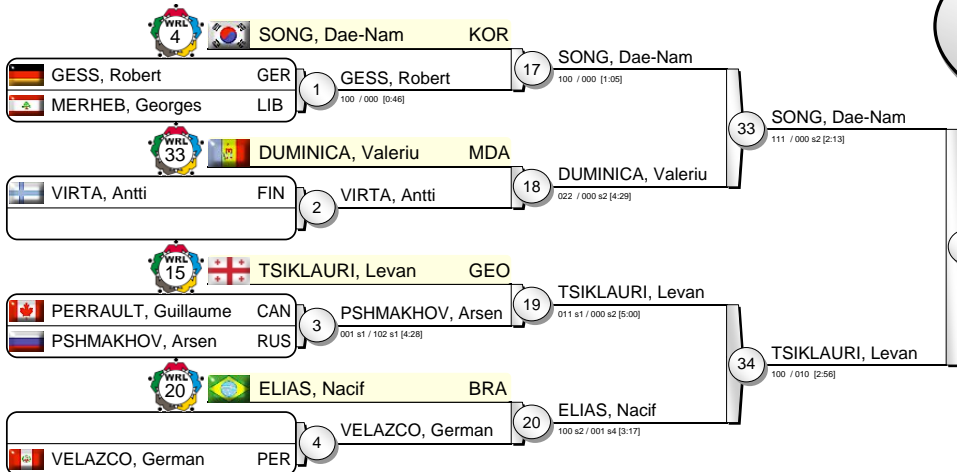 WRL 4 SONG, Dae-Nam KOR
GESS, Robert GER
MERHEB, Georges LIB
1 GESS, Robert
100 / 000 [0:46]
17 SONG, Dae-Nam
100 / 000 [1:05]
WRL 33 DUMINICA, Valeriu MDA
VIRTA, Antti FIN
2 VIRTA, Antti
18 DUMINICA, Valeriu
022 / 000 s2 [4:29]
33 SONG, Dae-Nam
111 / 000 s2 [2:13]
WRL 15 TSIKLAURI, Levan GEO
PERRAULT, Guillaume CAN
PSHMAKHOV, Arsen RUS
3 PSHMAKHOV, Arsen
001 s1 / 102 s1 [4:28]
19 TSIKLAURI, Levan
011 s1 / 000 s2 [5:00]
WRL 20 ELIAS, Nacif BRA
VELAZCO, German PER
4 VELAZCO, German
20 ELIAS, Nacif
100 s2 / 001 s4 [3:17]
34 TSIKLAURI, Levan
100 / 010 [2:56]